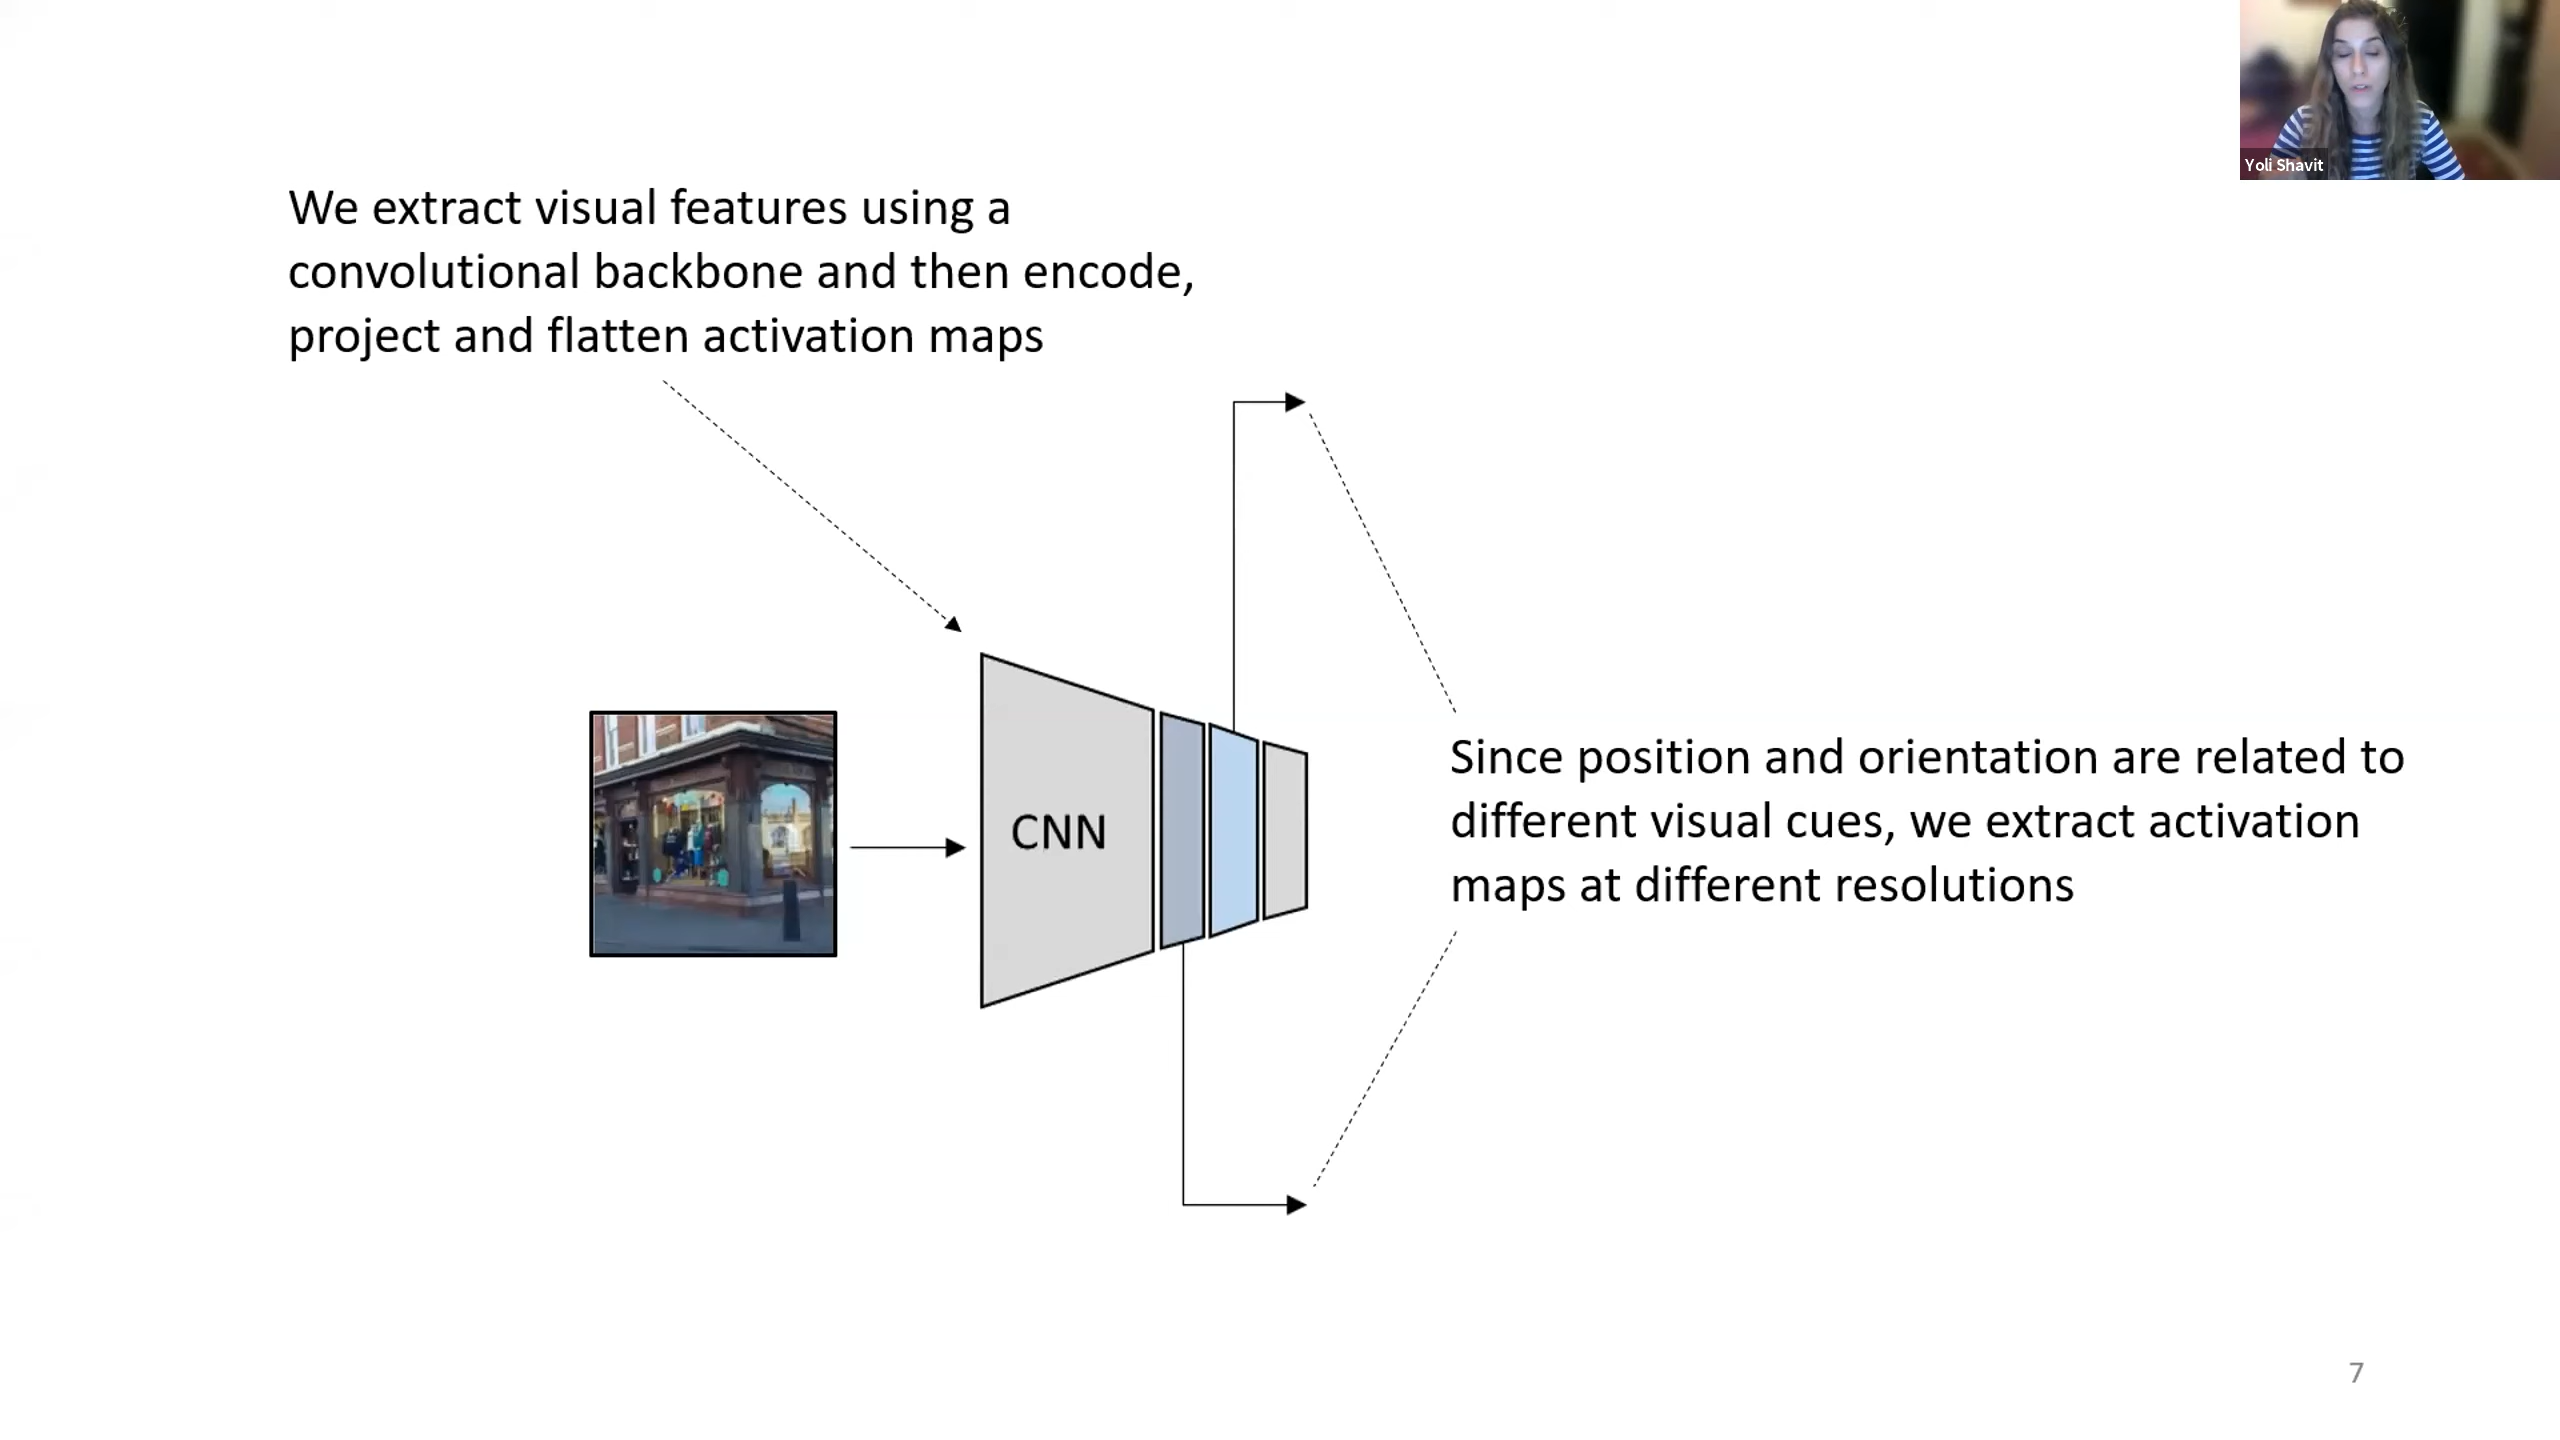 Yoli Shavit
We extract visual features using a
convolutional backbone and then encode,
project and flatten activation maps
CNN
Since position and orientation are related to
different visual cues, we extract activation
maps at different resolutions
7